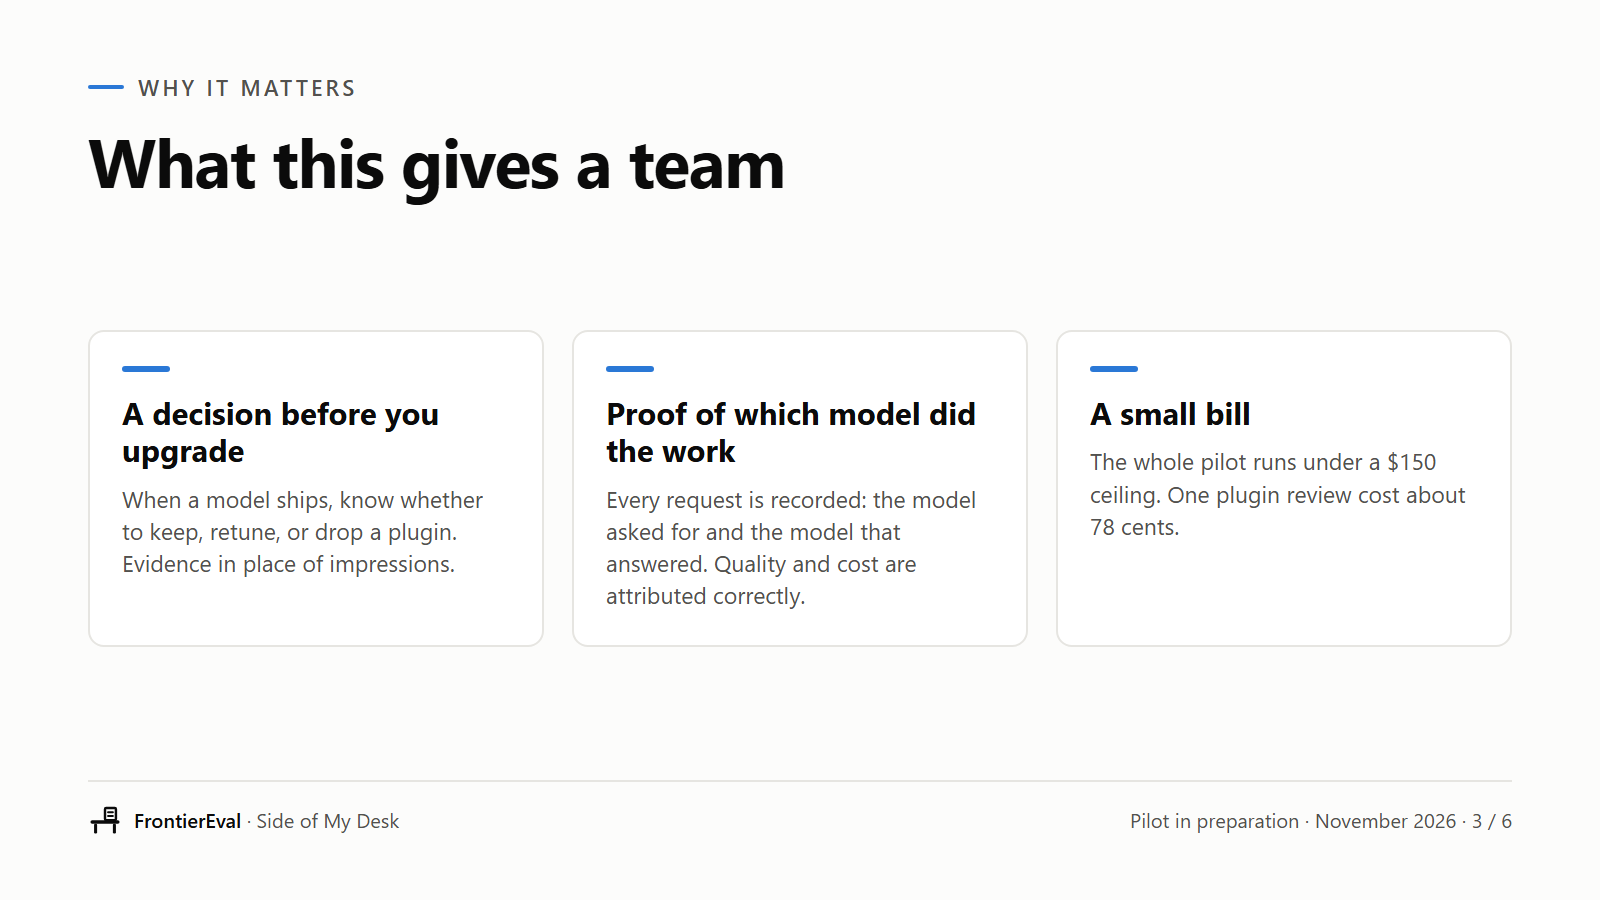 WHY IT MATTERS
What this gives a team
A decision before you
upgrade
When a model ships, know whether
to keep, retune, or drop a plugin.
Evidence in place of impressions.
Proof of which model did
the work
Every request is recorded: the model
asked for and the model that
answered. Quality and cost are
attributed correctly.
A small bill
The whole pilot runs under a $150
ceiling. One plugin review cost about
78 cents.
FrontierEval · Side of My Desk
Pilot in preparation · November 2026 · 3 / 6